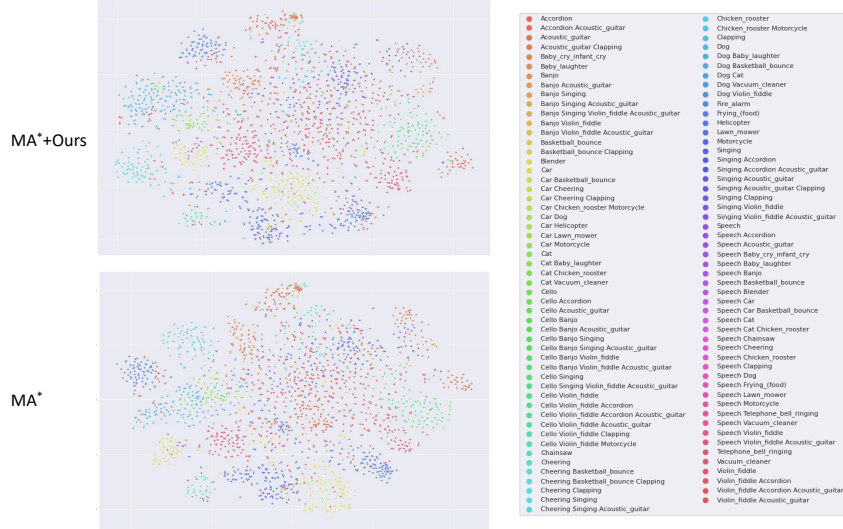 MA*+Ours
MA*
Accordion
Accordion Acoustic_guitar
Acoustic_guitar
Acoustic_guitar Clapping
Baby_cry_infant_cry
Baby_laughter
Banjo
Banjo Acoustic_guitar
Banjo Singing
Banjo Singing Acoustic_guitar
Banjo Singing Violin_fiddle Acoustic_guitar
Banjo Violin_fiddle
Banjo Violin_fiddle Acoustic_guitar
Basketball_bounce
Basketball_bounce Clapping
Blender
Car
Car Basketball_bounce
Car Cheering
Car Cheering Clapping
Car Chicken_rooster Motorcycle
Car Dog
Car Helicopter
Car Lawn_mower
Car Motorcycle
Cat
Cat Baby_laughter
Cat Chicken_rooster
Cat Vacuum_cleaner
Cello
Cello Accordion
Cello Acoustic_guitar
Cello Banjo
Cello Banjo Acoustic_guitar
Cello Banjo Singing
Cello Banjo Singing Acoustic_guitar
Cello Banjo Violin_fiddle
Cello Banjo Violin_fiddle Acoustic_guitar
Cello Singing
Cello Singing Violin_fiddle Acoustic_guitar
Cello Violin_fiddle
Cello Violin_fiddle Accordion
Cello Violin_fiddle Accordion Acoustic_guitar
Cello Violin_fiddle Acoustic_guitar
Cello Violin_fiddle Clapping
Cello Violin_fiddle Motorcycle
Chainsaw
Cheering
Cheering Basketball_bounce
Cheering Basketball_bounce Clapping
Cheering Clapping
Cheering Singing
Cheering Singing Acoustic_guitar
Chicken_rooster
Chicken_rooster Motorcycle
Clapping
Dog
Dog Baby_laughter
Dog Basketball_bounce
Dog Cat
Dog Vacuum_cleaner
Dog Violin_fiddle
Fire_alarm
Frying_(food)
Helicopter
Lawn_mower
Motorcycle
Singing
Singing Accordion
Singing Accordion Acoustic_guitar
Singing Acoustic_guitar
Singing Acoustic_guitar Clapping
Singing Clapping
Singing Violin_fiddle
Singing Violin_fiddle Acoustic_guitar
Speech
Speech Accordion
Speech Acoustic_guitar
Speech Baby_cry_infant_cry
Speech Baby_laughter
Speech Banjo
Speech Basketball_bounce
Speech Blender
Speech Car
Speech Car Basketball_bounce
Speech Cat
Speech Cat Chicken_rooster
Speech Chainsaw
Speech Cheering
Speech Chicken_rooster
Speech Clapping
Speech Dog
Speech Frying_(food)
Speech Lawn_mower
Speech Motorcycle
Speech Telephone_bell_ringing
Speech Vacuum_cleaner
Speech Violin_fiddle
Speech Violin_fiddle Acoustic_guitar
Telephone_bell_ringing
Vacuum_cleaner
Violin_fiddle
Violin_fiddle Accordion
Violin_fiddle Accordion Acoustic_guitar
Violin_fiddle Acoustic_guitar